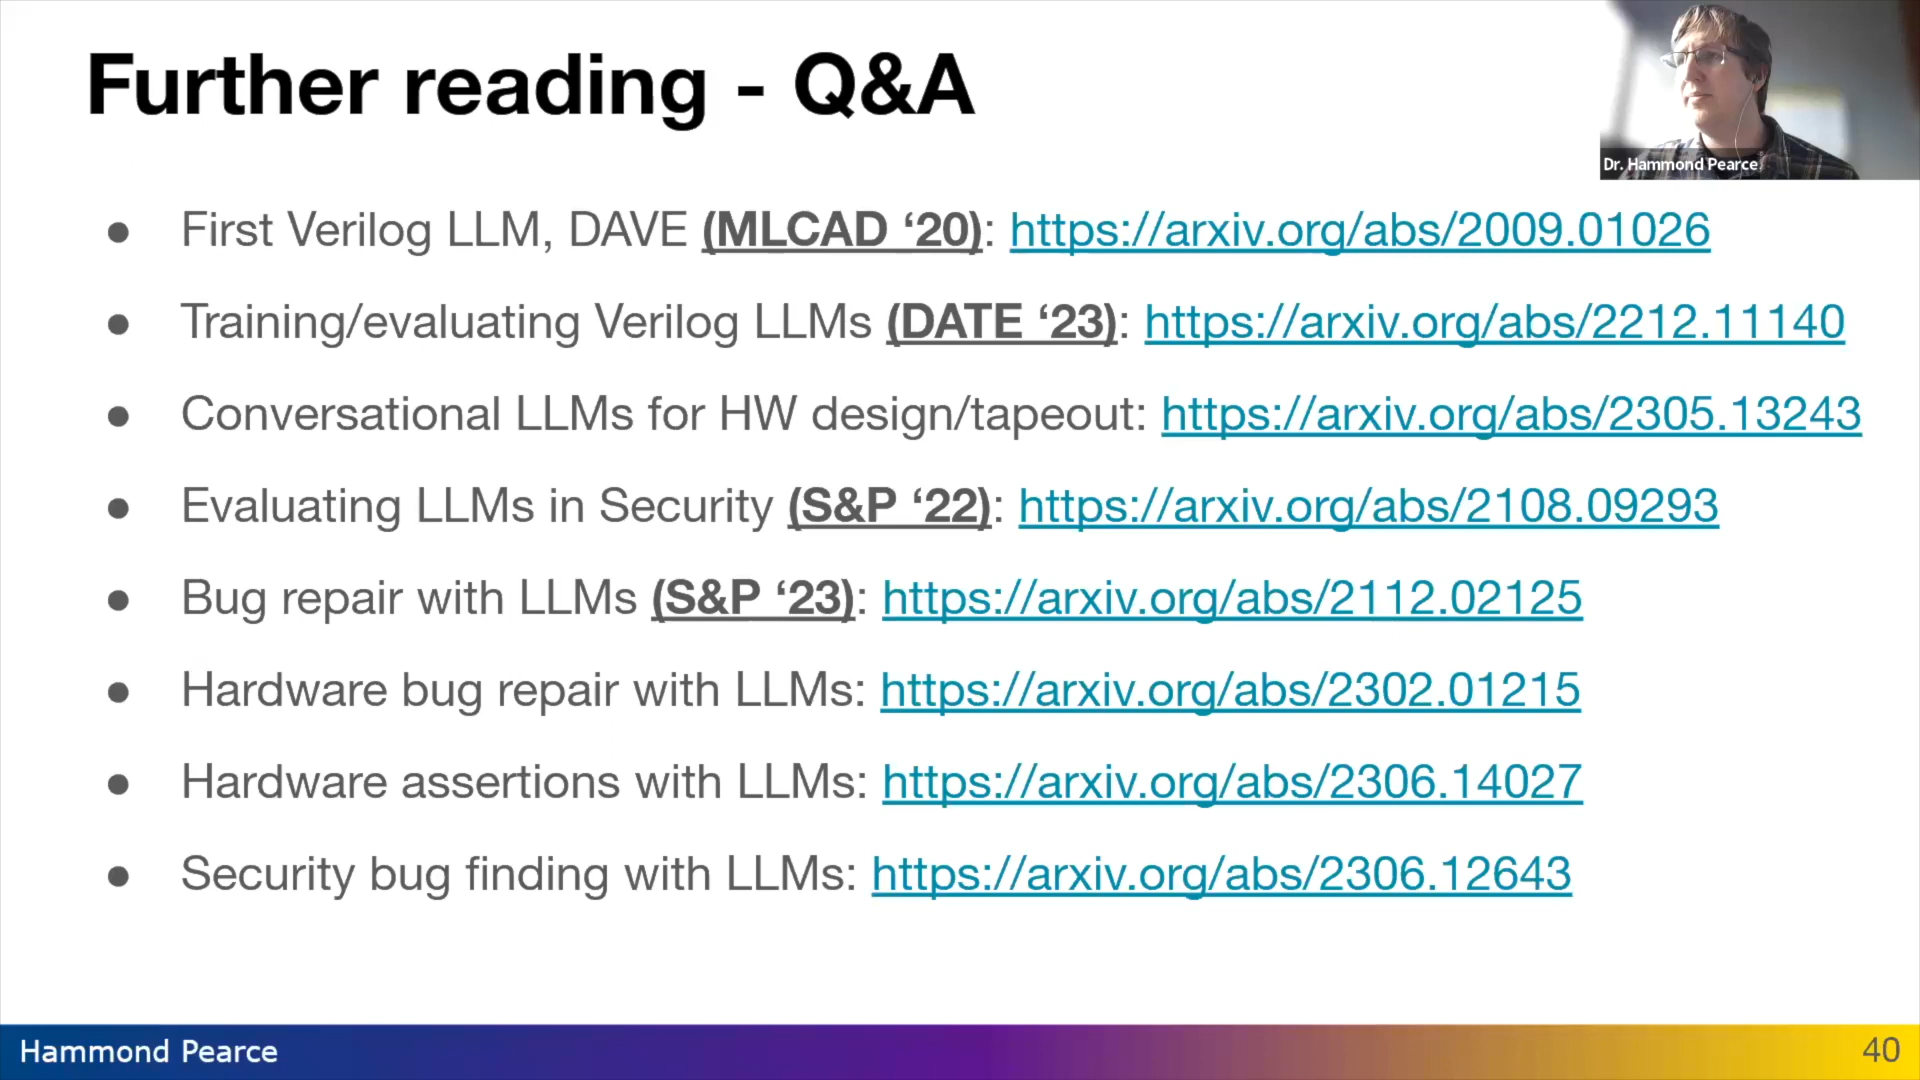 Further reading - Q&A
Dr. Hammond Pearce
● First Verilog LLM, DAVE (MLCAD ‘20): https://arxiv.org/abs/2009.01026
● Training/evaluating Verilog LLMs (DATE ‘23): https://arxiv.org/abs/2212.11140
● Conversational LLMs for HW design/tapeout: https://arxiv.org/abs/2305.13243
● Evaluating LLMs in Security (S&P ‘22): https://arxiv.org/abs/2108.09293
● Bug repair with LLMs (S&P ‘23): https://arxiv.org/abs/2112.02125
● Hardware bug repair with LLMs: https://arxiv.org/abs/2302.01215
● Hardware assertions with LLMs: https://arxiv.org/abs/2306.14027
● Security bug finding with LLMs: https://arxiv.org/abs/2306.12643
Hammond Pearce
40